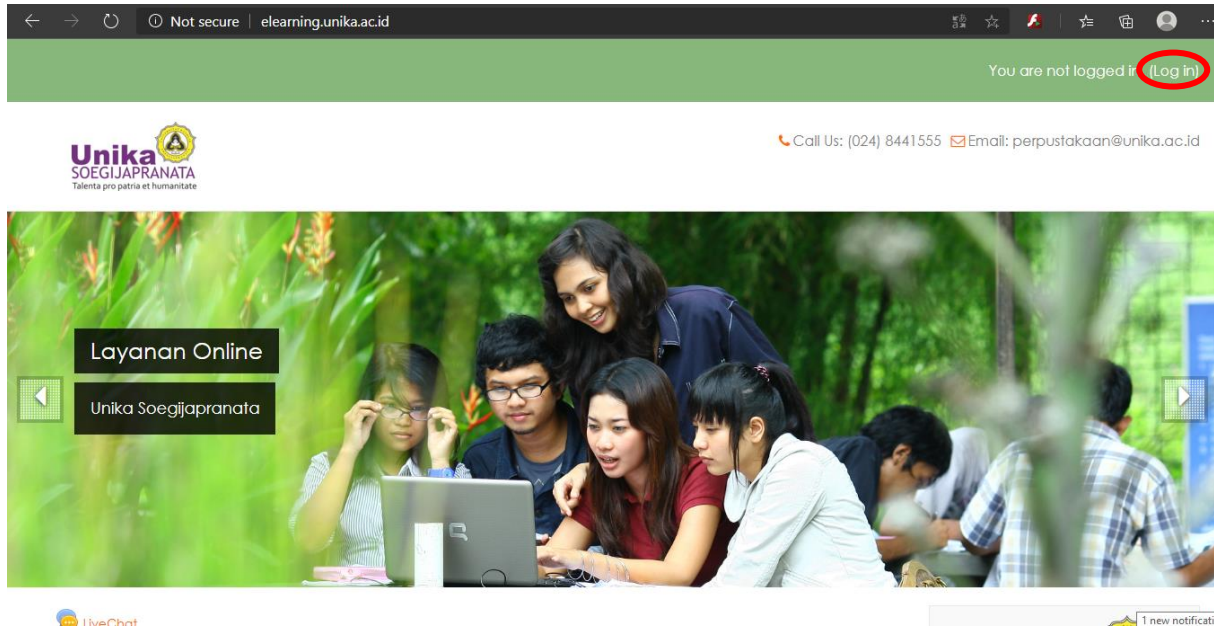 Not secure | elearning.unika.ac.id
You are not logged in (Log in)
Unika
SOEGIJAPRANATA
Talenta pro patria et humanitate
Call Us: (024) 8441555 Email: perpustakaan@unika.ac.id
Layanan Online
Unika Soegijapranata
LiveChat
1 new